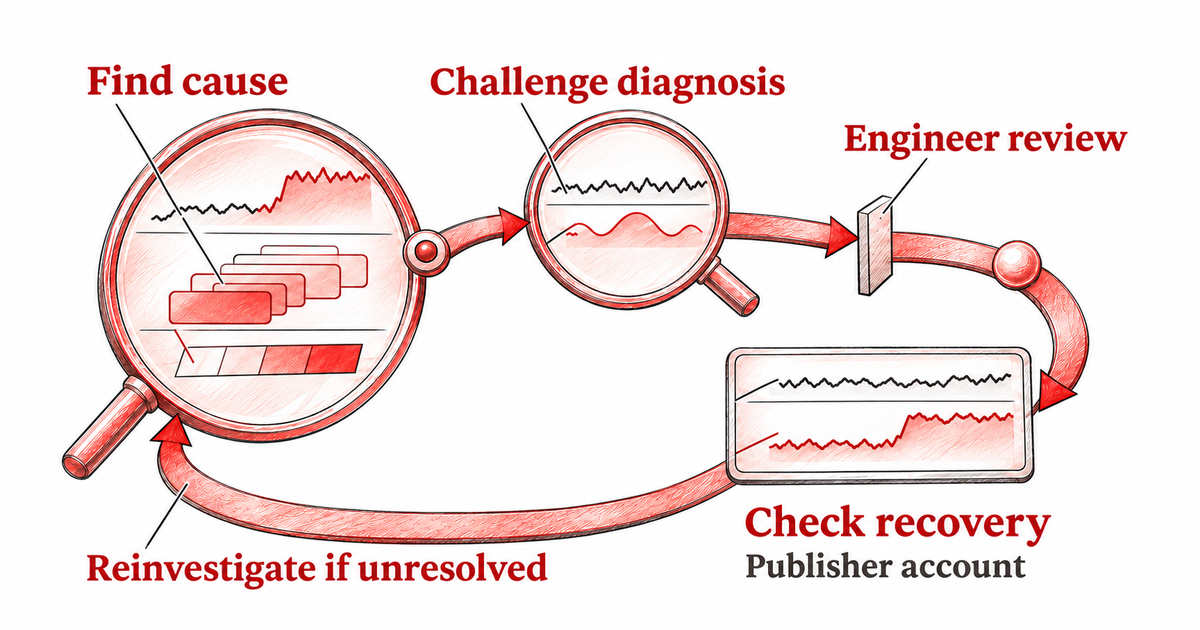 Find cause
Challenge diagnosis
Engineer review
Check recovery
Publisher account
Reinvestigate if unresolved